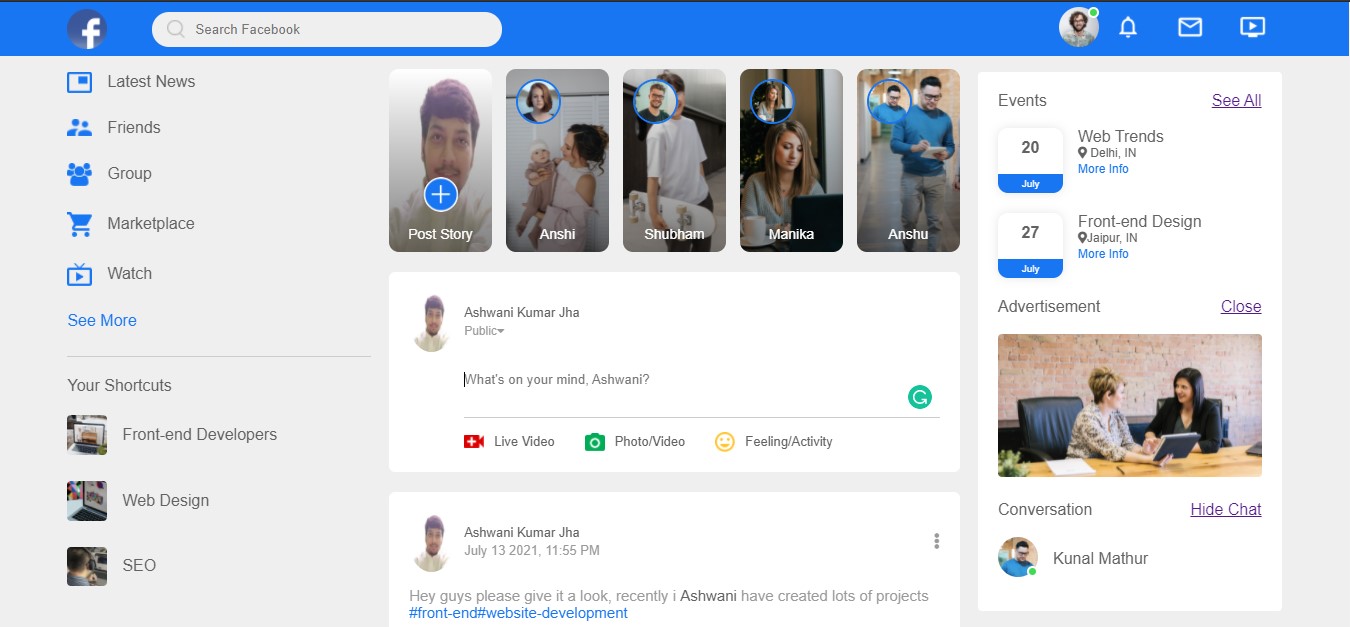 f
Search Facebook
Latest News
Friends
Group
Marketplace
Watch
See More
Your Shortcuts
Front-end Developers
Web Design
SEO
Post Story
Anshi
Shubham
Manika
Anshu
Ashwani Kumar Jha
Public
What's on your mind, Ashwani?
G
Live Video
Photo/Video
Feeling/Activity
Ashwani Kumar Jha
July 13 2021, 11:55 PM
Hey guys please give it a look, recently i Ashwani have created lots of projects
#front-end#website-development
Events
See All
20
July
Web Trends
Delhi, IN
More Info
27
July
Front-end Design
Jaipur, IN
More Info
Advertisement
Close
Conversation
Hide Chat
Kunal Mathur